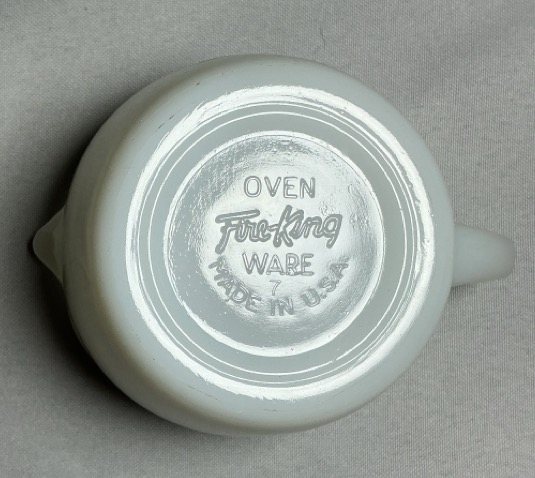 OVEN
Fire-King
WARE
7
MADE IN U.S.A.